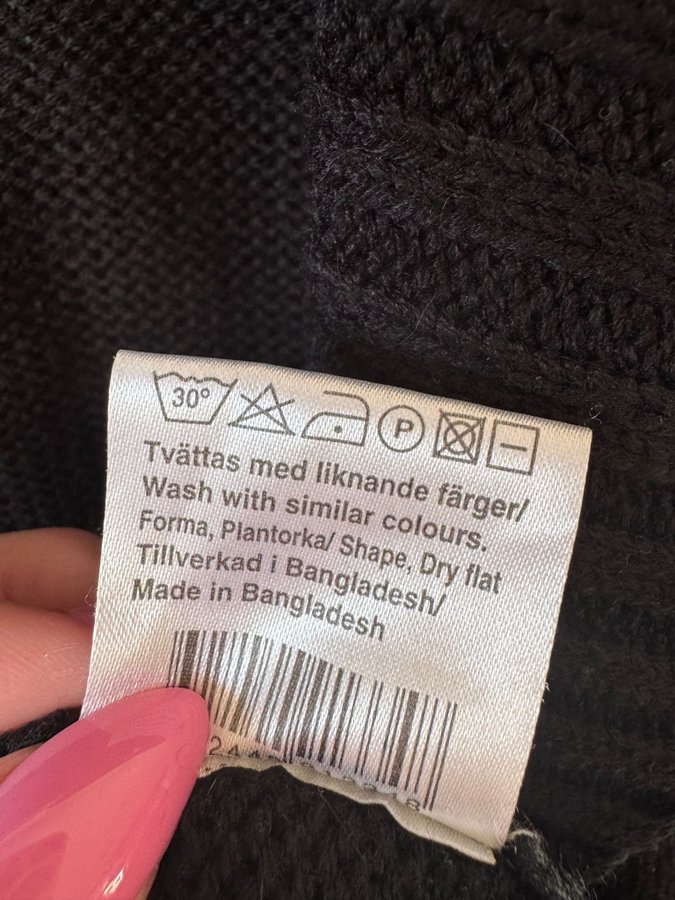 30°
P
Tvättas med liknande färger/
Wash with similar colours.
Forma, Plantorka/ Shape, Dry flat
Tillverkad i Bangladesh/
Made in Bangladesh